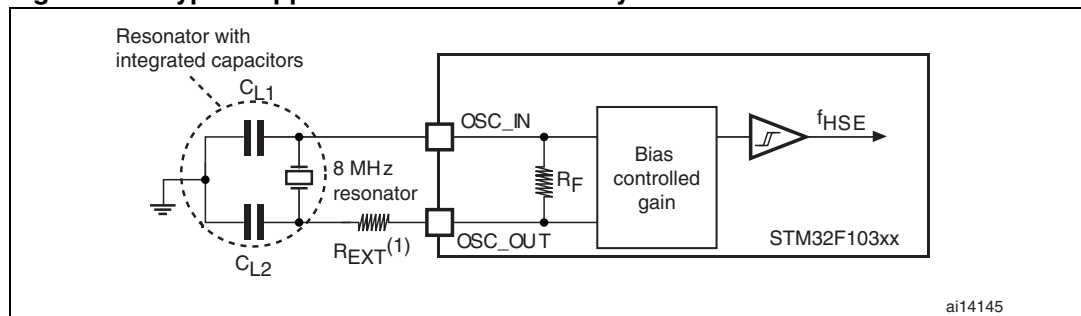 Resonator with
integrated capacitors
CL1
OSC_IN
fHSE
8 MHz
resonator
RF
Bias
controlled
gain
OSC_OUT
STM32F103xx
REXT(1)
CL2
ai14145